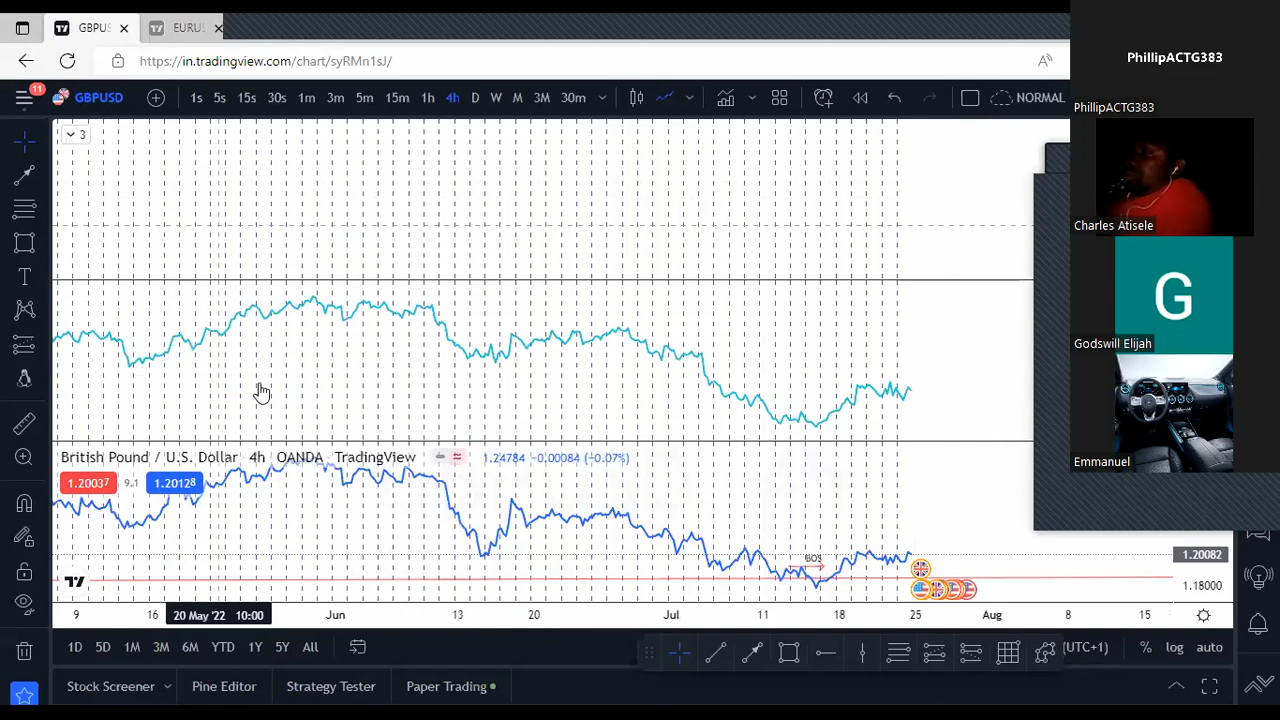 GBPUS
EURUS
https://in.tradingview.com/chart/syRMn1sJ/
PhillipACTG383
11
GBPUSD
1s 5s 15s 30s 1m 3m 5m 15m 1h 4h D W M 3M 30m
NORMAL
PhillipACTG383
3
Charles Atisele
G
Godswill Elijah
Emmanuel
British Pound / U.S. Dollar 4h OANDA TradingView 1.24784 −0.00084 (−0.07%)
1.20037 9.1 1.20128
BOS
1.20082
1.18000
9 16 20 May '22 10:00 Jun 13 20 Jul 11 18 25 Aug 8 15
1D 5D 1M 3M 6M YTD 1Y 5Y All
(UTC+1) % log auto
Stock Screener Pine Editor Strategy Tester Paper Trading